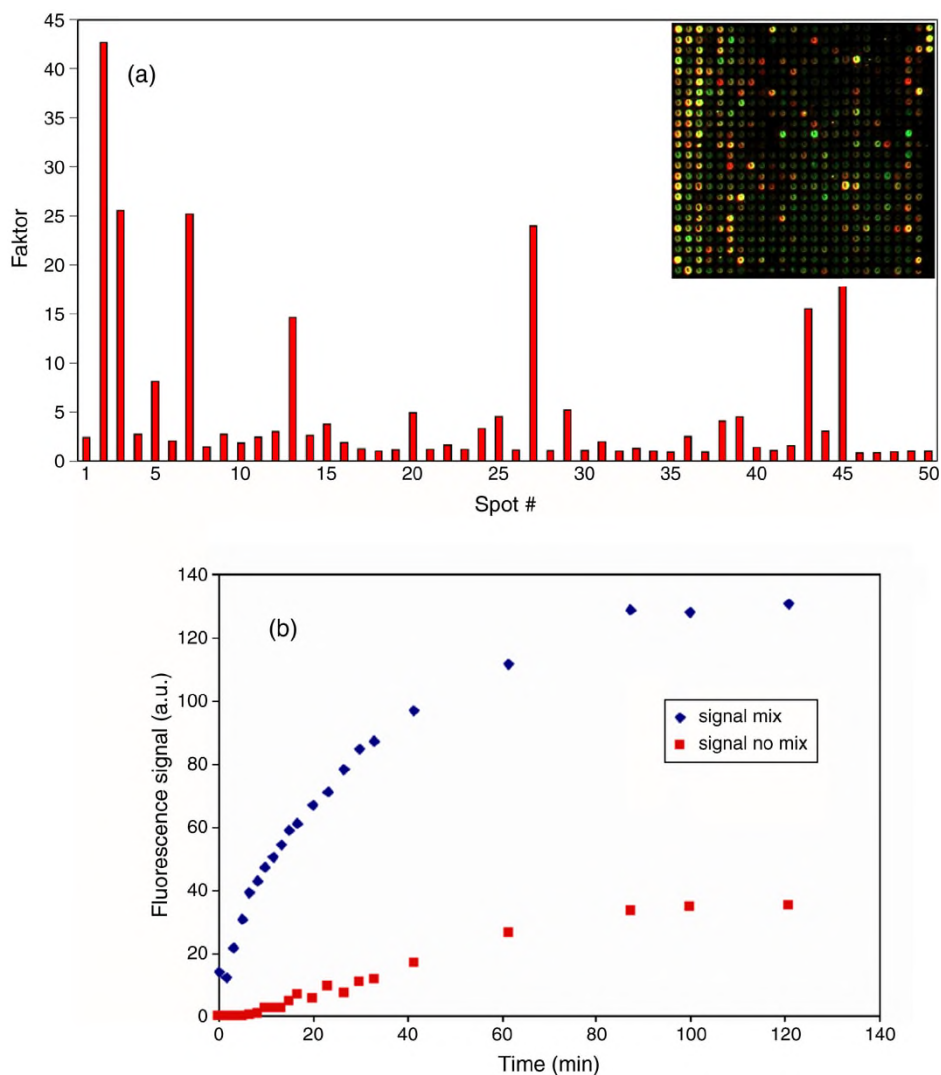 45
40
35
30
25
20
15
10
5
0
Faktor
(a)
1 5 10 15 20 25 30 35 40 45 50
Spot #
140
120
100
80
60
40
20
0
Fluorescence signal (a.u.)
(b)
signal mix
signal no mix
0 20 40 60 80 100 120 140
Time (min)